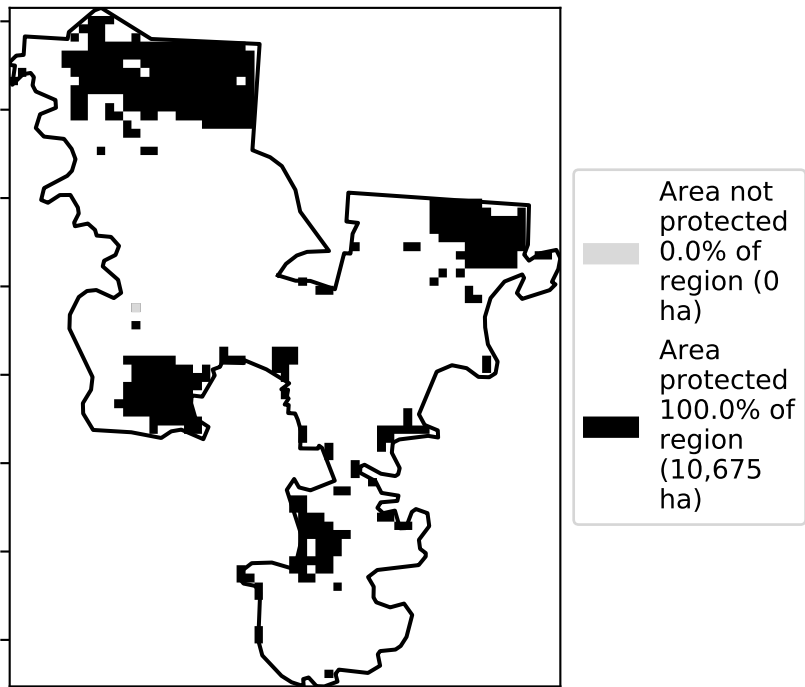 Area not
protected
0.0% of
region (0
ha)
Area
protected
100.0% of
region
(10,675
ha)